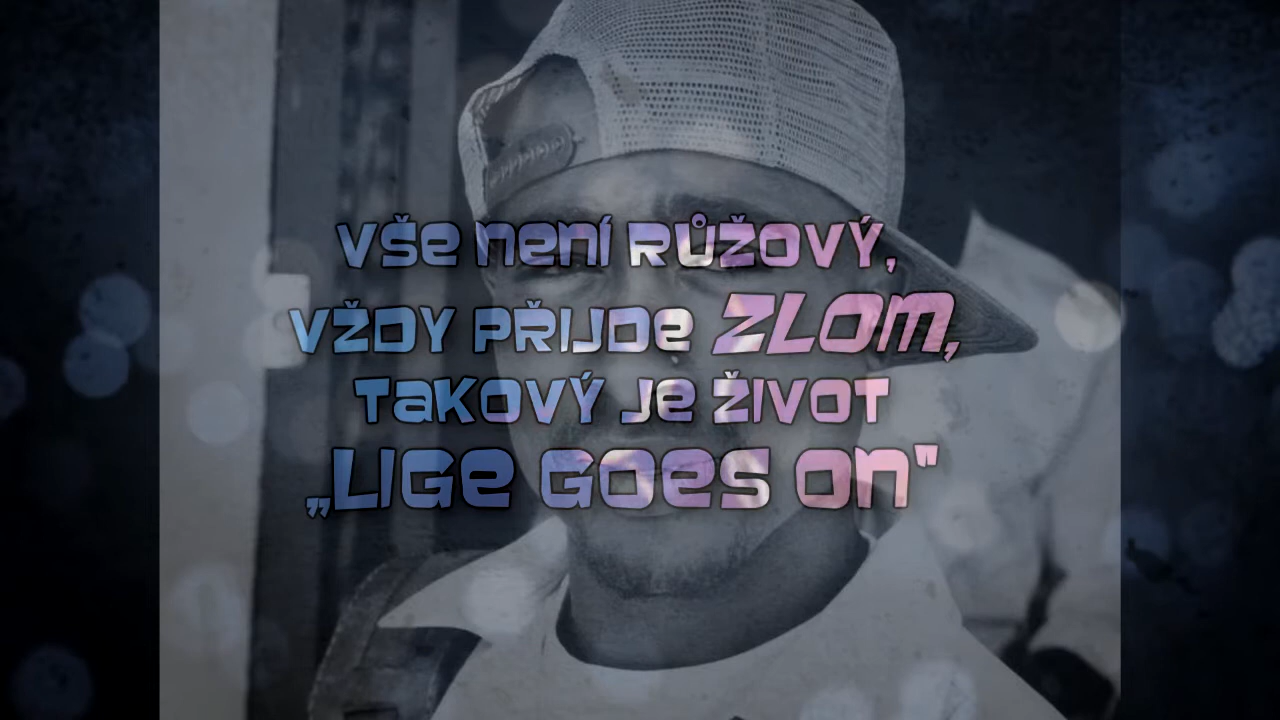 VŠE NENÍ RŮŽOVÝ,
VŽDY PŘIJDE ZLOM,
TAKOVÝ JE ŽIVOT
„LIGE GOES ON"